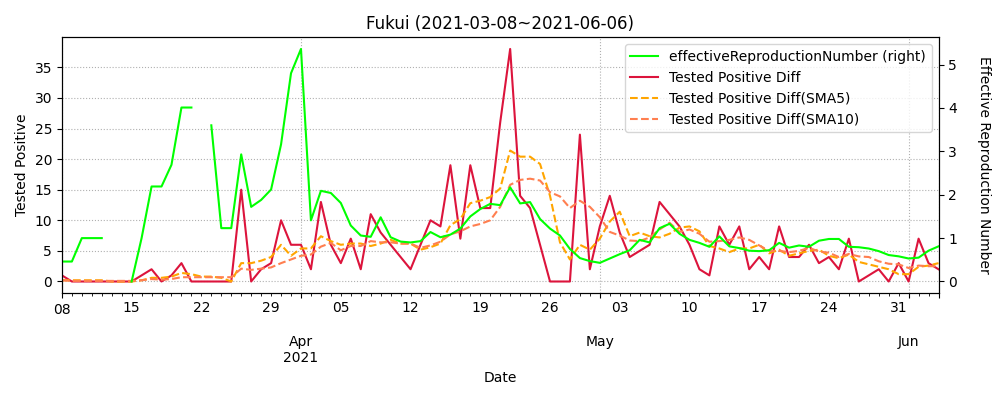 Fukui (2021-03-08~2021-06-06)
effectiveReproductionNumber (right)
Tested Positive Diff
Tested Positive Diff(SMA5)
Tested Positive Diff(SMA10)
Tested Positive
35
30
25
20
15
10
5
0
5
4
3
2
1
0
Effective Reproduction Number
08 15 22 29 05 12 19 26 03 10 17 24 31
Apr May Jun
2021
Date